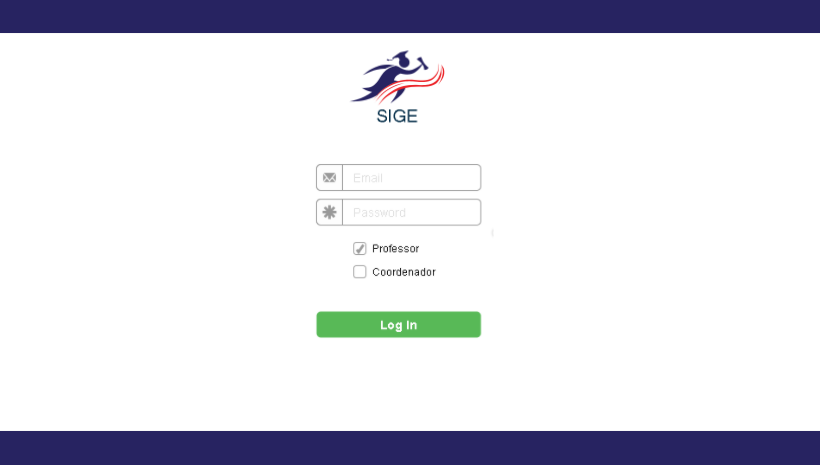 SIGE
Email
Password
Professor
Coordenador
Log In